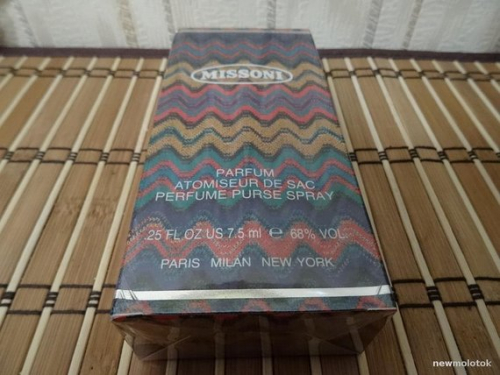 MISSONI
PARFUM
ATOMISEUR DE SAC
PERFUME PURSE SPRAY
.25 FL.OZ US 7.5 ml e 68% VOL.
PARIS MILAN NEW YORK
newmolotok